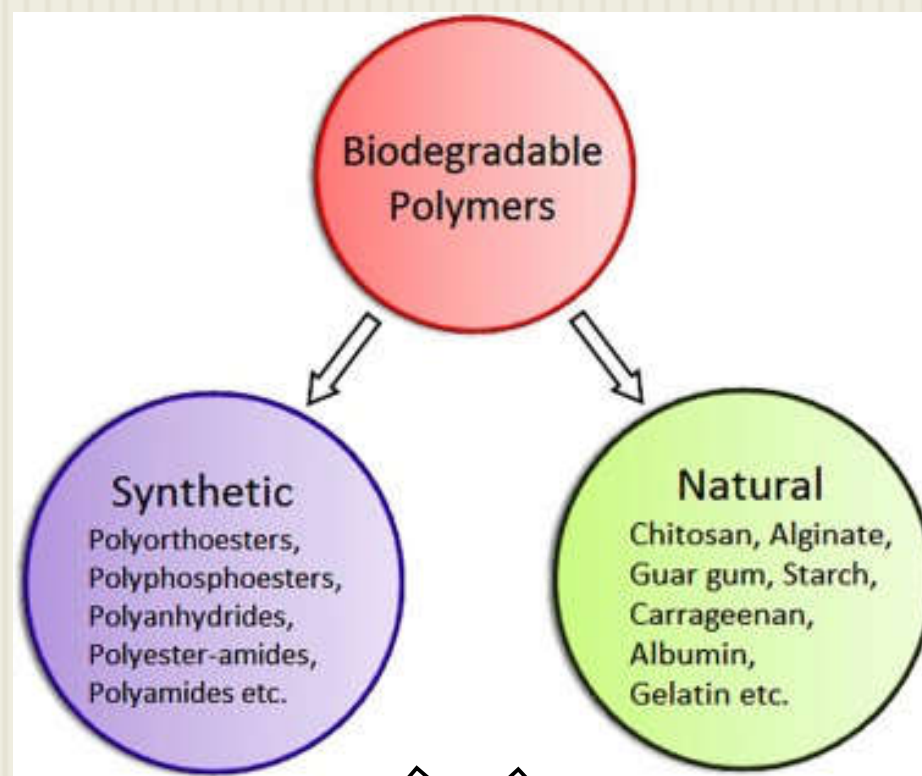 Biodegradable
Polymers
Synthetic
Polyorthoesters,
Polyphosphoesters,
Polyanhydrides,
Polyester-amides,
Polyamides etc.
Natural
Chitosan, Alginate,
Guar gum, Starch,
Carrageenan,
Albumin,
Gelatin etc.